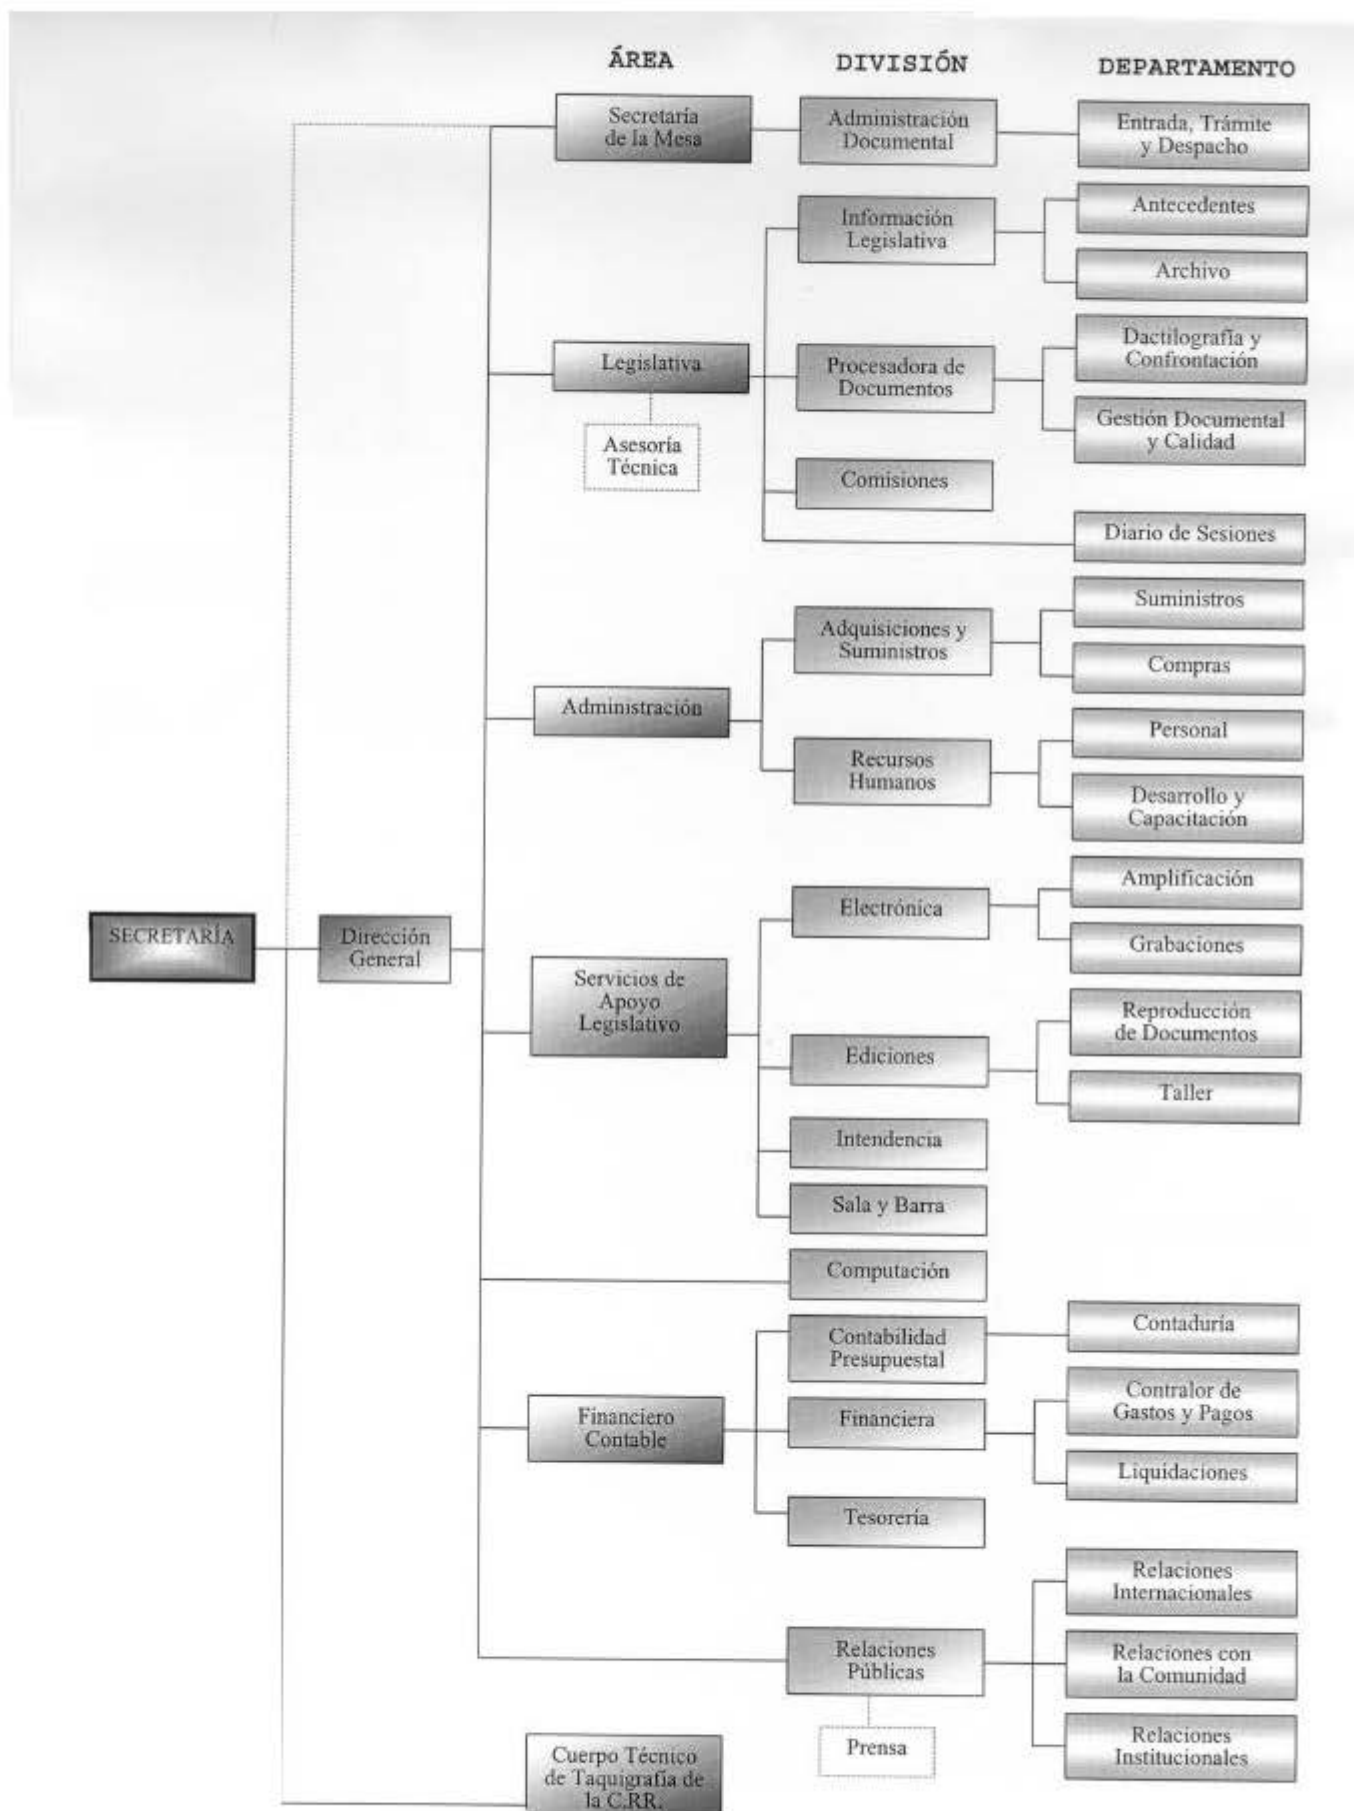 ÁREA
DIVISIÓN
DEPARTAMENTO
Secretaría
de la Mesa
Administración
Documental
Entrada, Trámite
y Despacho
Información
Legislativa
Antecedentes
Archivo
Legislativa
Asesoría
Técnica
Procesadora de
Documentos
Dactilografía y
Confrontación
Gestión Documental
y Calidad
Comisiones
Diario de Sesiones
Administración
Adquisiciones y
Suministros
Suministros
Compras
Recursos
Humanos
Personal
Desarrollo y
Capacitación
SECRETARÍA
Dirección
General
Servicios de
Apoyo
Legislativo
Electrónica
Amplificación
Grabaciones
Ediciones
Reproducción
de Documentos
Taller
Intendencia
Sala y Barra
Computación
Financiero
Contable
Contabilidad
Presupuestal
Contaduría
Financiera
Contralor de
Gastos y Pagos
Liquidaciones
Tesorería
Relaciones
Públicas
Prensa
Relaciones
Internacionales
Relaciones con
la Comunidad
Relaciones
Institucionales
Cuerpo Técnico
de Taquigrafía de
la C.RR.